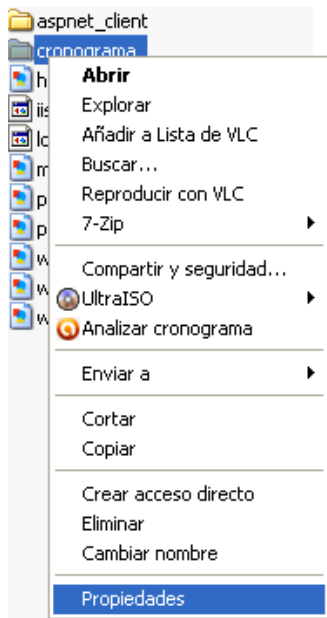 aspnet_client
cronograma
Abrir
Explorar
Añadir a Lista de VLC
Buscar...
Reproducir con VLC
7-Zip
Compartir y seguridad...
UltraISO
Analizar cronograma
Enviar a
Cortar
Copiar
Crear acceso directo
Eliminar
Cambiar nombre
Propiedades